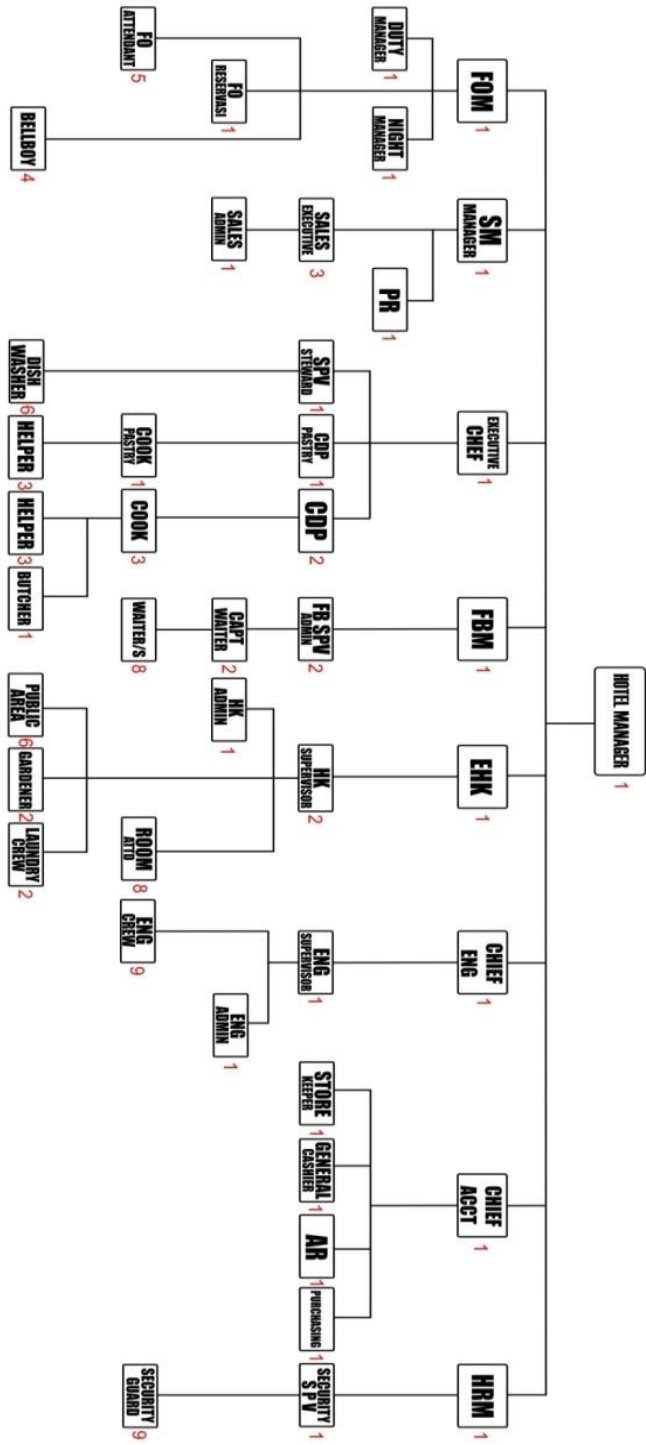 HOTEL MANAGER
1
FOM
1
SM
MANAGER
1
EXECUTIVE
CHEF
1
FBM
1
EHK
1
CHIEF
ENG
1
CHIEF
ACCT
1
HRM
1
DUTY
MANAGER
1
NIGHT
MANAGER
1
PR
1
SALES
EXECUTIVE
3
SPV
STEWARD
1
CDP
PASTRY
1
CDP
2
FB SPV
ADMIN
2
HK
SUPERVISOR
2
ENG
SUPERVISOR
1
STORE
KEEPER
1
GENERAL
CASHIER
1
AR
1
PURCHASING
1
SECURITY
S P V
1
FO
RESERVASI
1
SALES
ADMIN
1
CAPT
WAITER
2
HK
ADMIN
1
ENG
ADMIN
1
FO
ATTENDANT
5
COOK
PASTRY
1
COOK
3
WAITER/S
8
ROOM
ATTD
8
ENG
CREW
9
SECURITY
GUARD
9
BELLBOY
4
DISH
WASHER
6
HELPER
3
HELPER
3
BUTCHER
1
PUBLIC
AREA
6
GARDENER
2
LAUNDRY
CREW
2